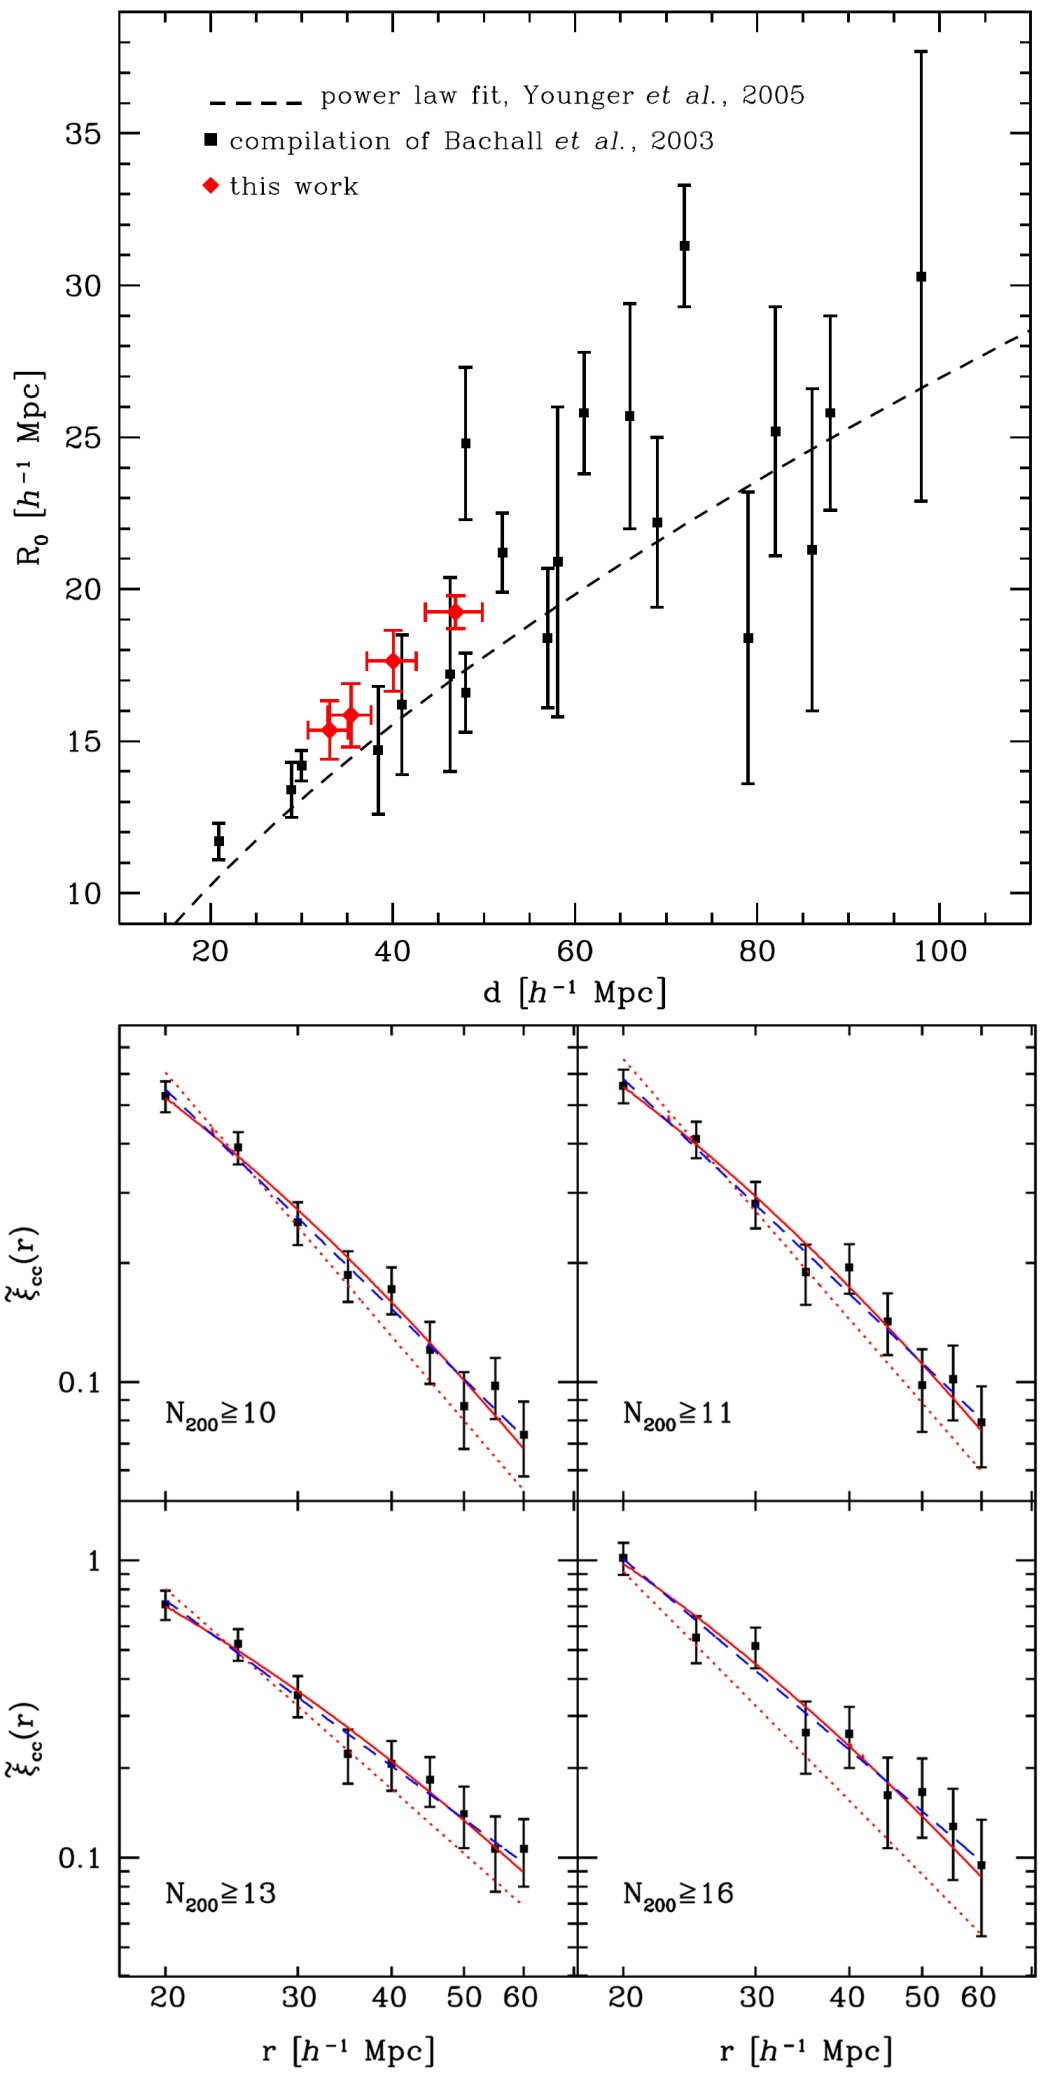 power law fit, Younger et al., 2005
compilation of Bachall et al., 2003
this work
35
30
25
20
15
10
R₀ [h⁻¹ Mpc]
20 40 60 80 100
d [h⁻¹ Mpc]
ξ̃cc(r)
0.1
N₂₀₀≧10
N₂₀₀≧11
ξ̃cc(r)
1
0.1
N₂₀₀≧13
N₂₀₀≧16
20 30 40 50 60 20 30 40 50 60
r [h⁻¹ Mpc] r [h⁻¹ Mpc]